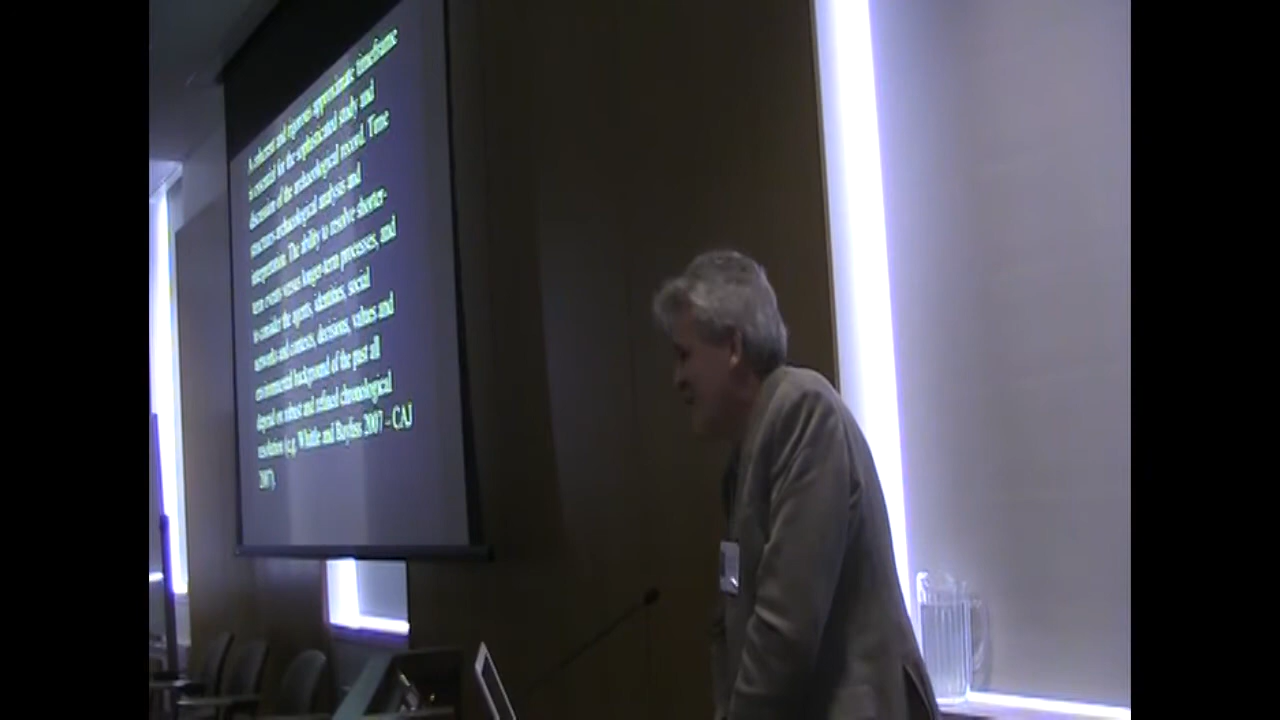 A coherent and rigorous approximate timeframe
is essential for the sophisticated study and
discussion of the archaeological record. Time
structures archaeological analysis and
interpretation. The ability to resolve shorter-
term events versus longer-term processes, and
to consider the agents, identities, social
networks and contexts, decisions, values and
environmental background of the past all
depend on robust and refined chronological
resolution (e.g. Whittle and Bayliss 2007 – CAJ
2007).